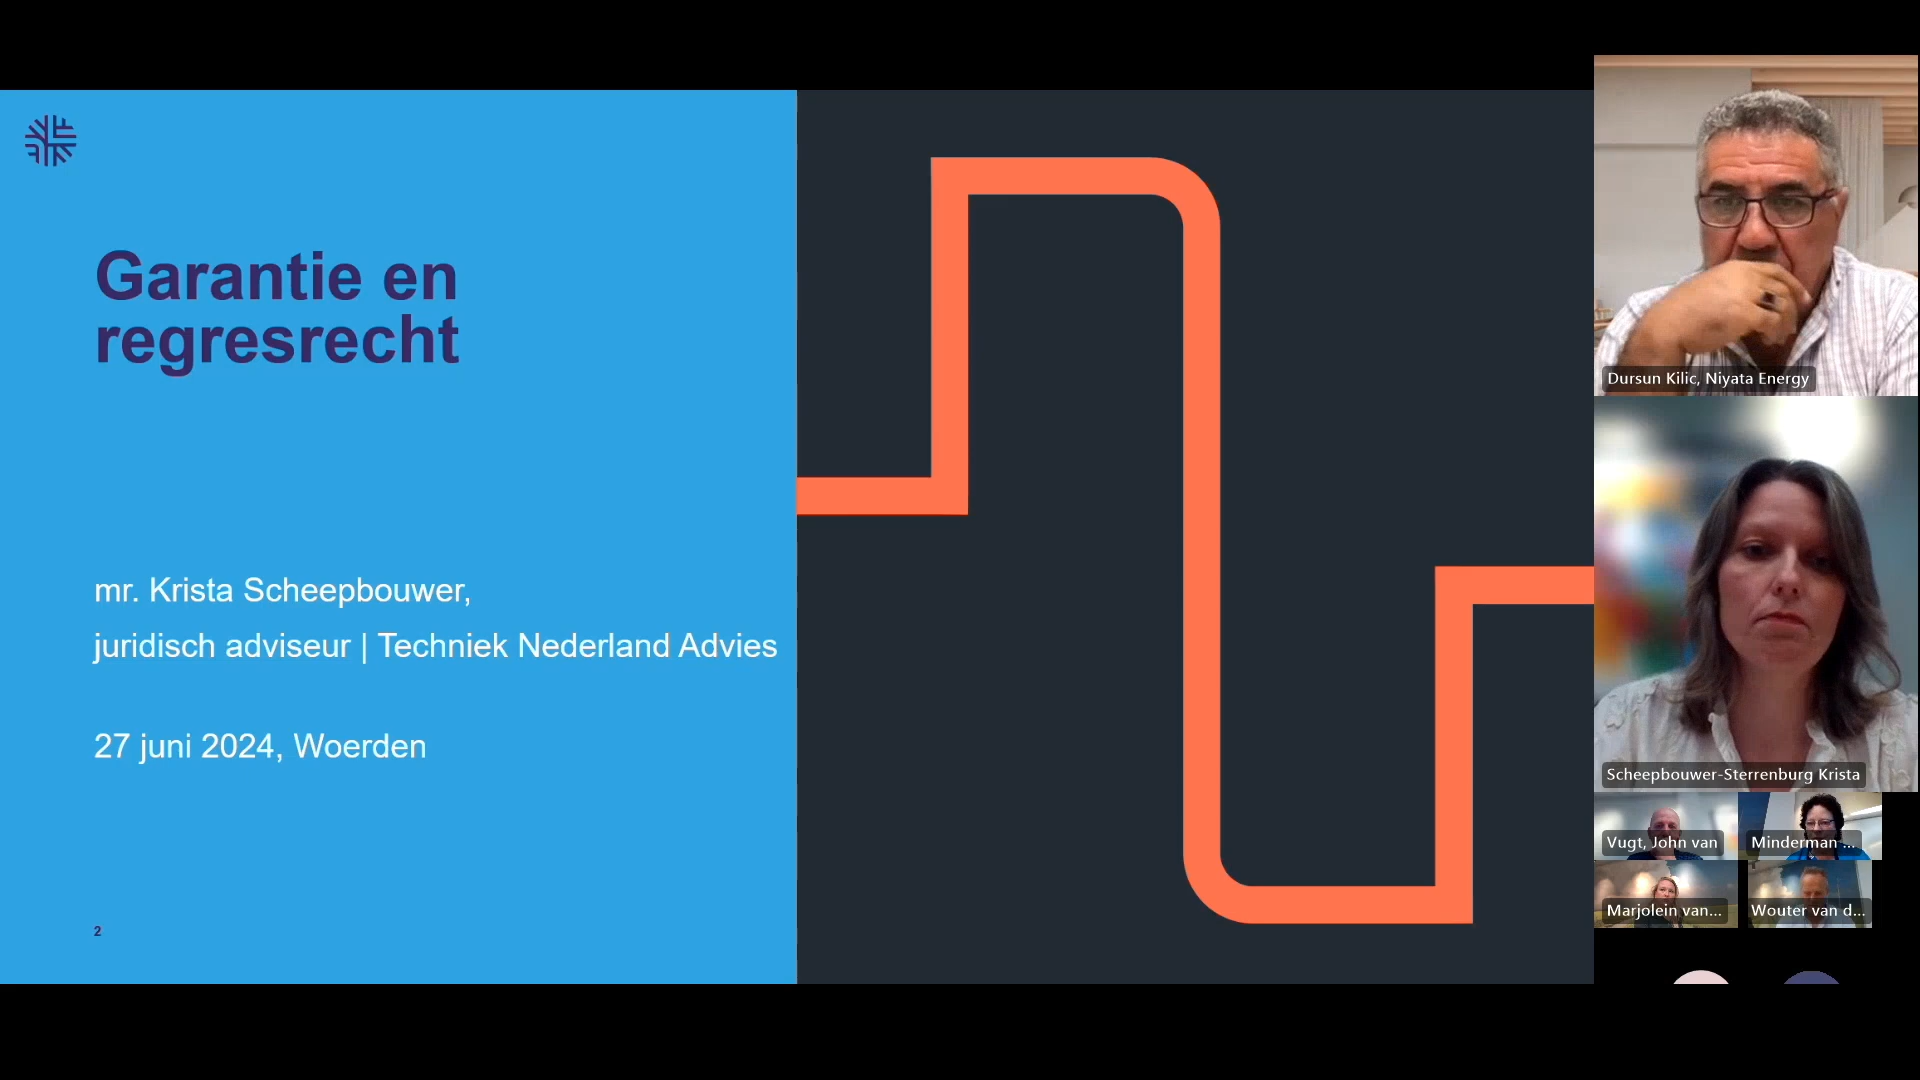 Garantie en
regresrecht
mr. Krista Scheepbouwer,
juridisch adviseur | Techniek Nederland Advies
27 juni 2024, Woerden
2
Dursun Kilic, Niyata Energy
Scheepbouwer-Sterrenburg Krista
Vugt, John van
Minderman ...
Marjolein van...
Wouter van d...